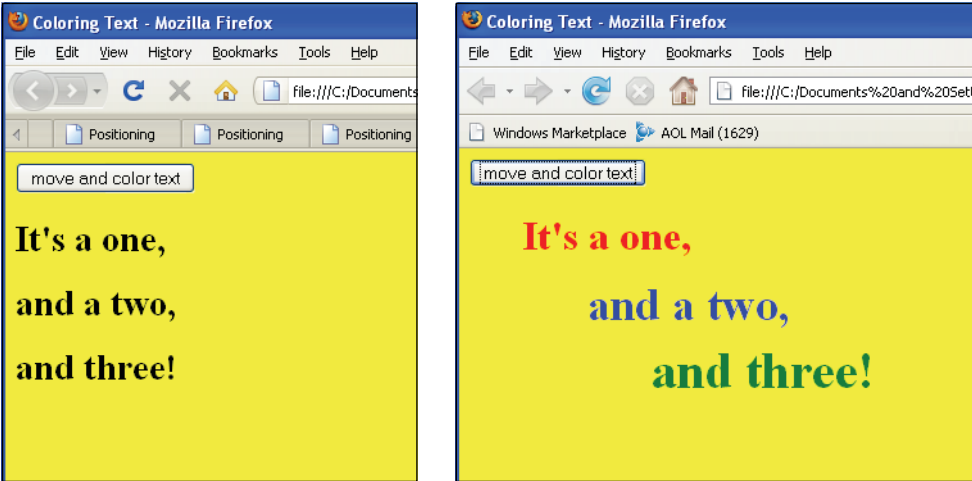 Coloring Text - Mozilla Firefox
File Edit View History Bookmarks Tools Help
file:///C:/Documents
Positioning Positioning Positioning
move and color text
It's a one,
and a two,
and three!
Coloring Text - Mozilla Firefox
File Edit View History Bookmarks Tools Help
file:///C:/Documents%20and%20Set
Windows Marketplace AOL Mail (1629)
move and color text
It's a one,
and a two,
and three!